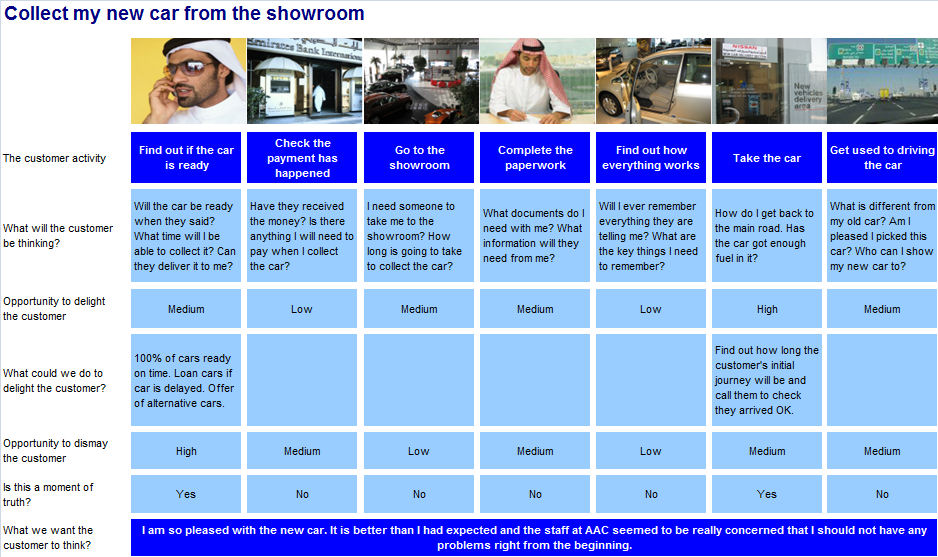 Collect my new car from the showroom
Emirates Bank International
NISSAN
New
vehicles
delivery
area
The customer activity
Find out if the car
is ready
Check the
payment has
happened
Go to the
showroom
Complete the
paperwork
Find out how
everything works
Take the car
Get used to driving
the car
What will the customer
be thinking?
Will the car be ready
when they said?
What time will I be
able to collect it? Can
they deliver it to me?
Have they received
the money? Is there
anything I will need to
pay when I collect
the car?
I need someone to
take me to the
showroom? How
long is going to take
to collect the car?
What documents do I
need with me? What
information will they
need from me?
Will I ever remember
everything they are
telling me? What are
the key things I need
to remember?
How do I get back to
the main road. Has
the car got enough
fuel in it?
What is different from
my old car? Am I
pleased I picked this
car? Who can I show
my new car to?
Opportunity to delight
the customer
Medium
Low
Medium
Medium
Low
High
Medium
What could we do to
delight the customer?
100% of cars ready
on time. Loan cars if
car is delayed. Offer
of alternative cars.
Find out how long the
customer's initial
journey will be and
call them to check
they arrived OK.
Opportunity to dismay
the customer
High
Medium
Low
Medium
Low
Medium
Medium
Is this a moment of
truth?
Yes
No
No
No
No
Yes
No
What we want the
customer to think?
I am so pleased with the new car. It is better than I had expected and the staff at AAC seemed to be really concerned that I should not have any
problems right from the beginning.